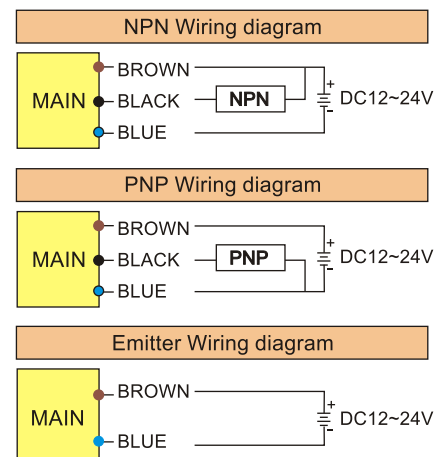 NPN Wiring diagram
BROWN
+
MAIN BLACK NPN DC12~24V
-
BLUE
PNP Wiring diagram
BROWN
+
MAIN BLACK PNP DC12~24V
-
BLUE
Emitter Wiring diagram
BROWN
+
MAIN DC12~24V
-
BLUE